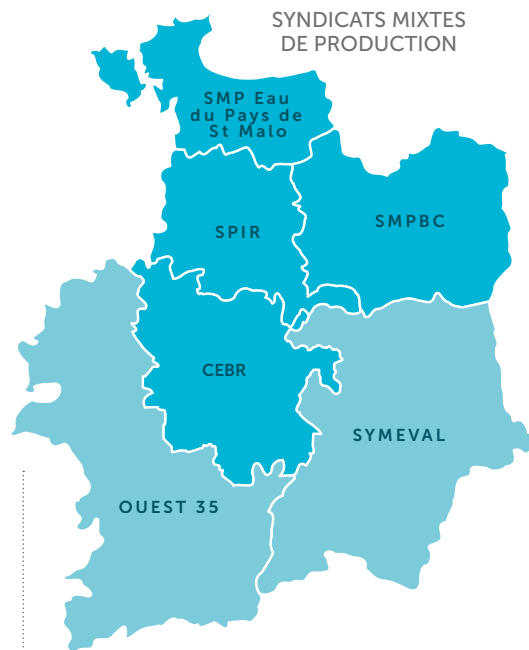 SYNDICATS MIXTES
DE PRODUCTION
SMP Eau
du Pays de
St Malo
SPIR
SMPBC
CEBR
SYMEVAL
OUEST 35